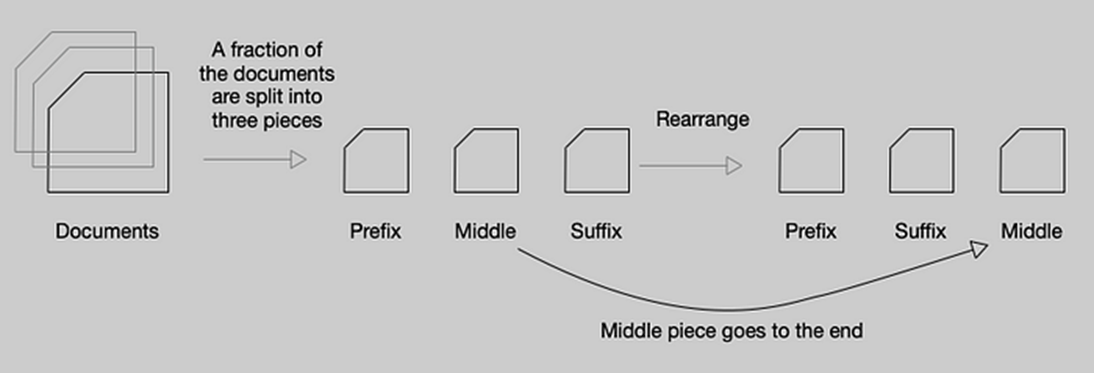 A fraction of
the documents
are split into
three pieces
Rearrange
Documents
Prefix
Middle
Suffix
Prefix
Suffix
Middle
Middle piece goes to the end